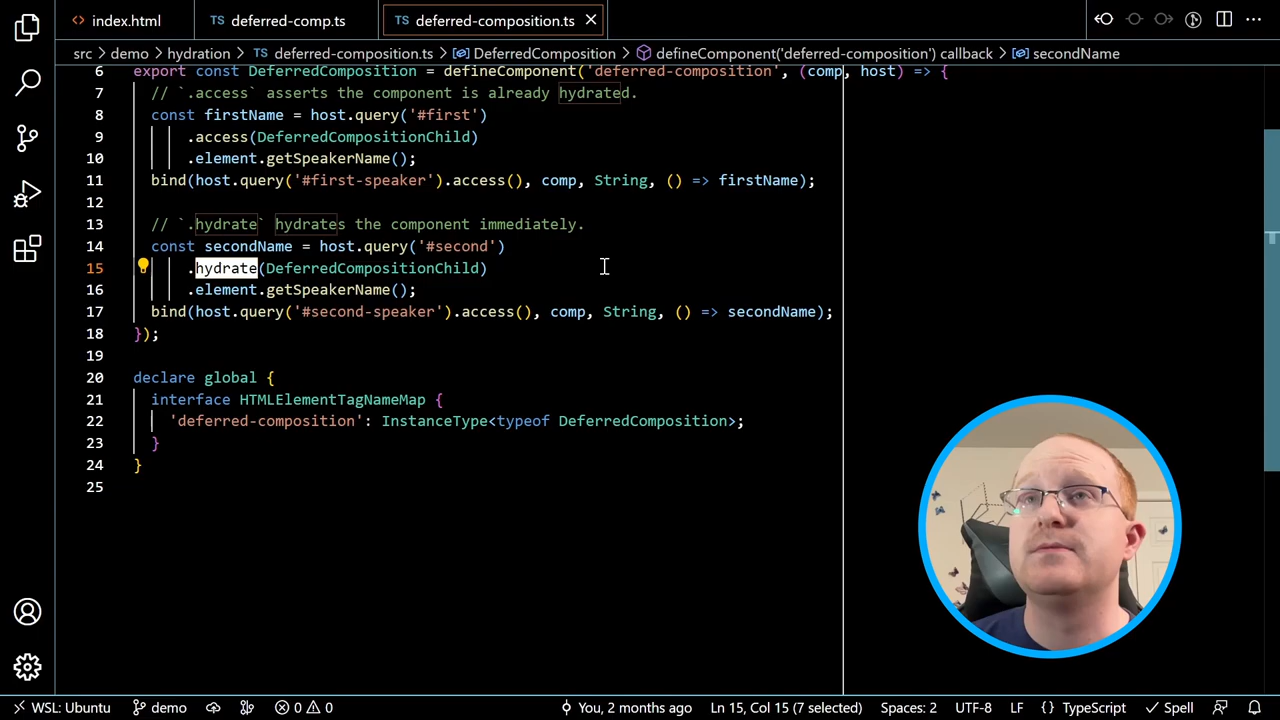 index.html
TS deferred-comp.ts
TS deferred-composition.ts
src > demo > hydration > TS deferred-composition.ts > DeferredComposition > defineComponent('deferred-composition') callback > secondName
6 export const DeferredComposition = defineComponent('deferred-composition', (comp, host) => {
7 // `.access` asserts the component is already hydrated.
8 const firstName = host.query('#first')
9 .access(DeferredCompositionChild)
10 .element.getSpeakerName();
11 bind(host.query('#first-speaker').access(), comp, String, () => firstName);
12
13 // `.hydrate` hydrates the component immediately.
14 const secondName = host.query('#second')
15 .hydrate(DeferredCompositionChild)
16 .element.getSpeakerName();
17 bind(host.query('#second-speaker').access(), comp, String, () => secondName);
18 });
19
20 declare global {
21 interface HTMLElementTagNameMap {
22 'deferred-composition': InstanceType<typeof DeferredComposition>;
23 }
24 }
25
WSL: Ubuntu demo 0 0 You, 2 months ago Ln 15, Col 15 (7 selected) Spaces: 2 UTF-8 LF {} TypeScript Spell